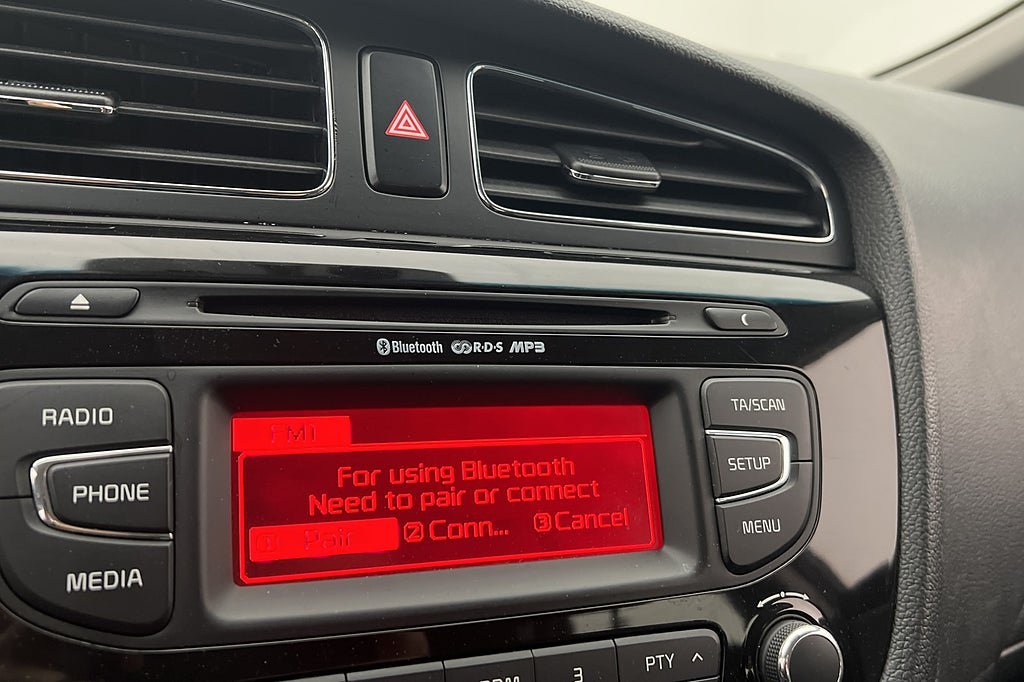 Bluetooth R·D·S MP3
RADIO
PHONE
MEDIA
FM1
For using Bluetooth
Need to pair or connect
1 Pair 2 Conn... 3 Cancel
TA/SCAN
SETUP
MENU
3
PTY